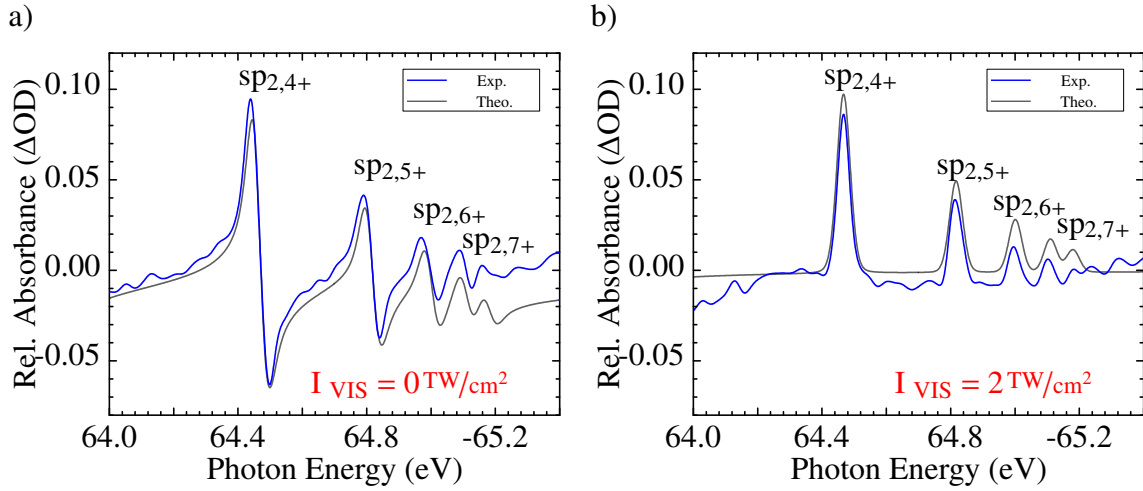 a)
Rel. Absorbance (ΔOD)
0.10
0.05
0.00
-0.05
sp2,4+
sp2,5+
sp2,6+
sp2,7+
Exp.
Theo.
I VIS = 0 TW/cm²
64.0
64.4
64.8
-65.2
Photon Energy (eV)
b)
Rel. Absorbance (ΔOD)
0.10
0.05
0.00
-0.05
sp2,4+
sp2,5+
sp2,6+
sp2,7+
Exp.
Theo.
I VIS = 2 TW/cm²
64.0
64.4
64.8
-65.2
Photon Energy (eV)